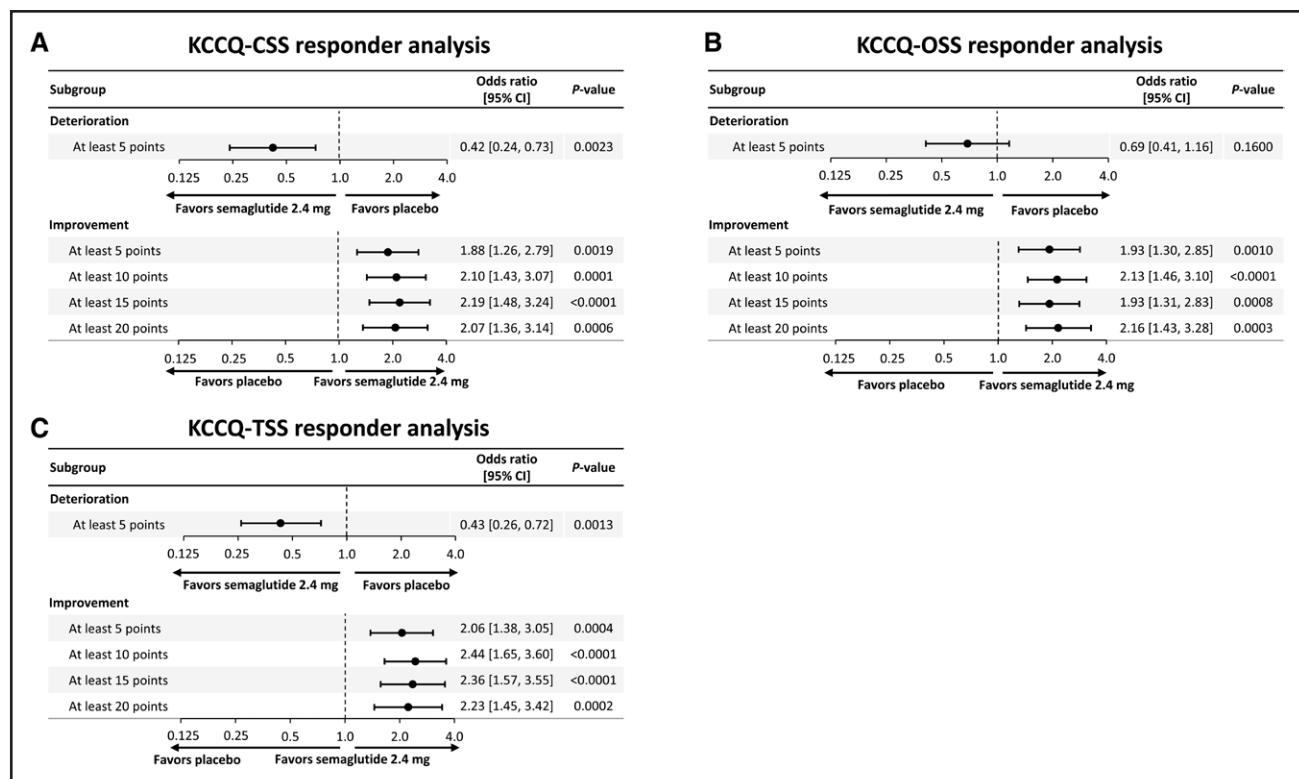 A
KCCQ-CSS responder analysis
Subgroup
Odds ratio
[95% CI]
P-value
Deterioration
At least 5 points 0.42 [0.24, 0.73] 0.0023
0.125 0.25 0.5 1.0 2.0 4.0
Favors semaglutide 2.4 mg Favors placebo
Improvement
At least 5 points 1.88 [1.26, 2.79] 0.0019
At least 10 points 2.10 [1.43, 3.07] 0.0001
At least 15 points 2.19 [1.48, 3.24] <0.0001
At least 20 points 2.07 [1.36, 3.14] 0.0006
0.125 0.25 0.5 1.0 2.0 4.0
Favors placebo Favors semaglutide 2.4 mg
B
KCCQ-OSS responder analysis
Subgroup
Odds ratio
[95% CI]
P-value
Deterioration
At least 5 points 0.69 [0.41, 1.16] 0.1600
0.125 0.25 0.5 1.0 2.0 4.0
Favors semaglutide 2.4 mg Favors placebo
Improvement
At least 5 points 1.93 [1.30, 2.85] 0.0010
At least 10 points 2.13 [1.46, 3.10] <0.0001
At least 15 points 1.93 [1.31, 2.83] 0.0008
At least 20 points 2.16 [1.43, 3.28] 0.0003
0.125 0.25 0.5 1.0 2.0 4.0
Favors placebo Favors semaglutide 2.4 mg
C
KCCQ-TSS responder analysis
Subgroup
Odds ratio
[95% CI]
P-value
Deterioration
At least 5 points 0.43 [0.26, 0.72] 0.0013
0.125 0.25 0.5 1.0 2.0 4.0
Favors semaglutide 2.4 mg Favors placebo
Improvement
At least 5 points 2.06 [1.38, 3.05] 0.0004
At least 10 points 2.44 [1.65, 3.60] <0.0001
At least 15 points 2.36 [1.57, 3.55] <0.0001
At least 20 points 2.23 [1.45, 3.42] 0.0002
0.125 0.25 0.5 1.0 2.0 4.0
Favors placebo Favors semaglutide 2.4 mg